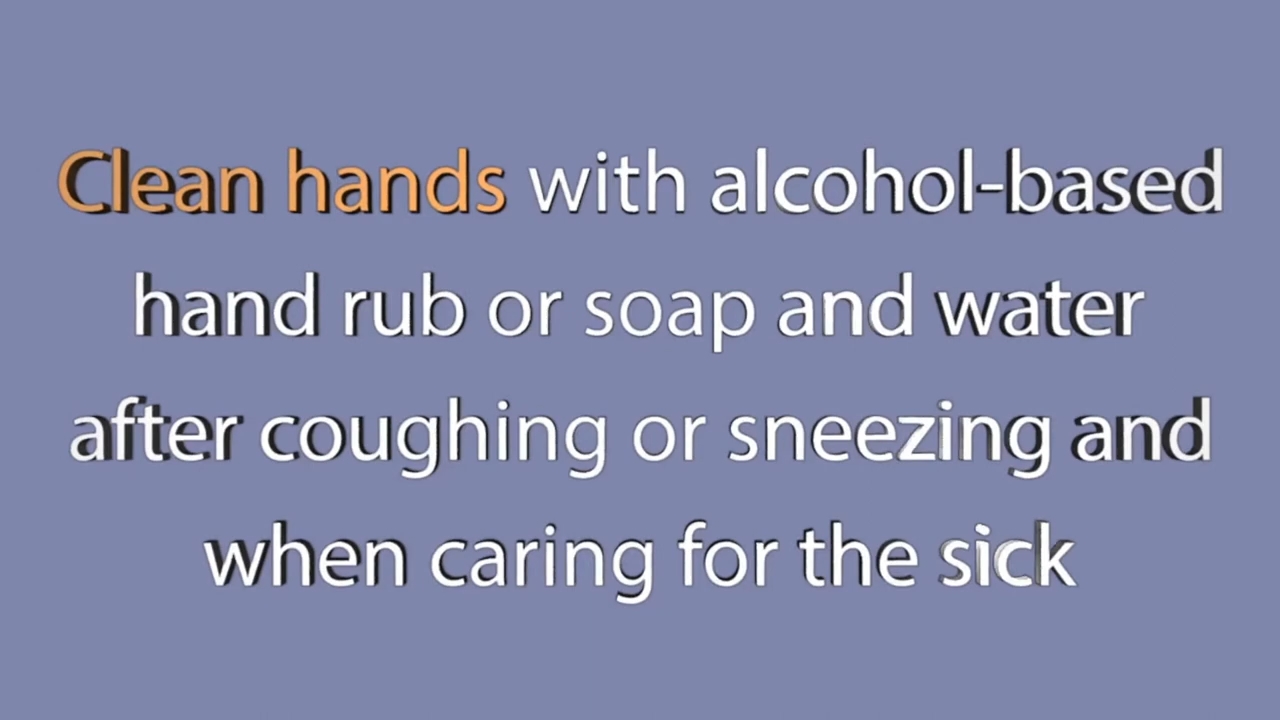 Clean hands with alcohol-based
hand rub or soap and water
after coughing or sneezing and
when caring for the sick